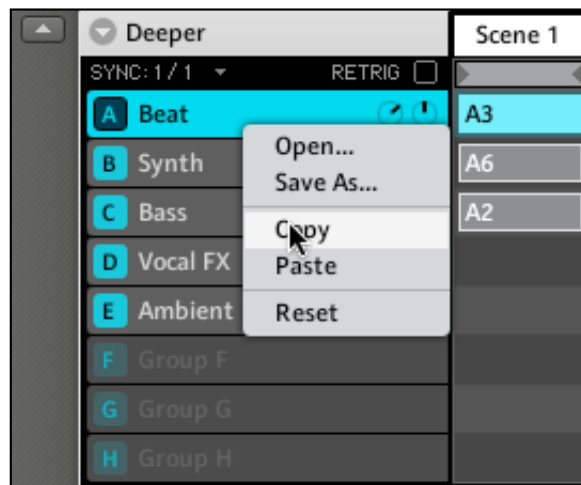 Deeper
Scene 1
SYNC: 1 / 1
RETRIG
A Beat
A3
B Synth
A6
C Bass
A2
D Vocal FX
E Ambient
F Group F
G Group G
H Group H
Open...
Save As...
Copy
Paste
Reset